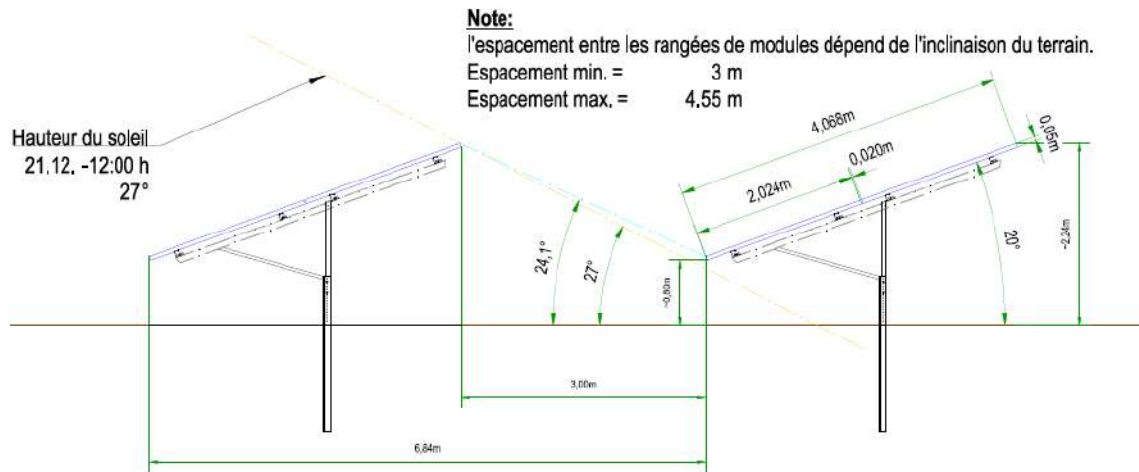 Note:
l'espacement entre les rangées de modules dépend de l'inclinaison du terrain.
Espacement min. = 3 m
Espacement max. = 4.55 m
Hauteur du soleil
21.12. -12:00 h
27°
4,068m
0,05m
0,020m
2,024m
24,1°
27°
~0,80m
20°
~2,24m
3,00m
6,84m